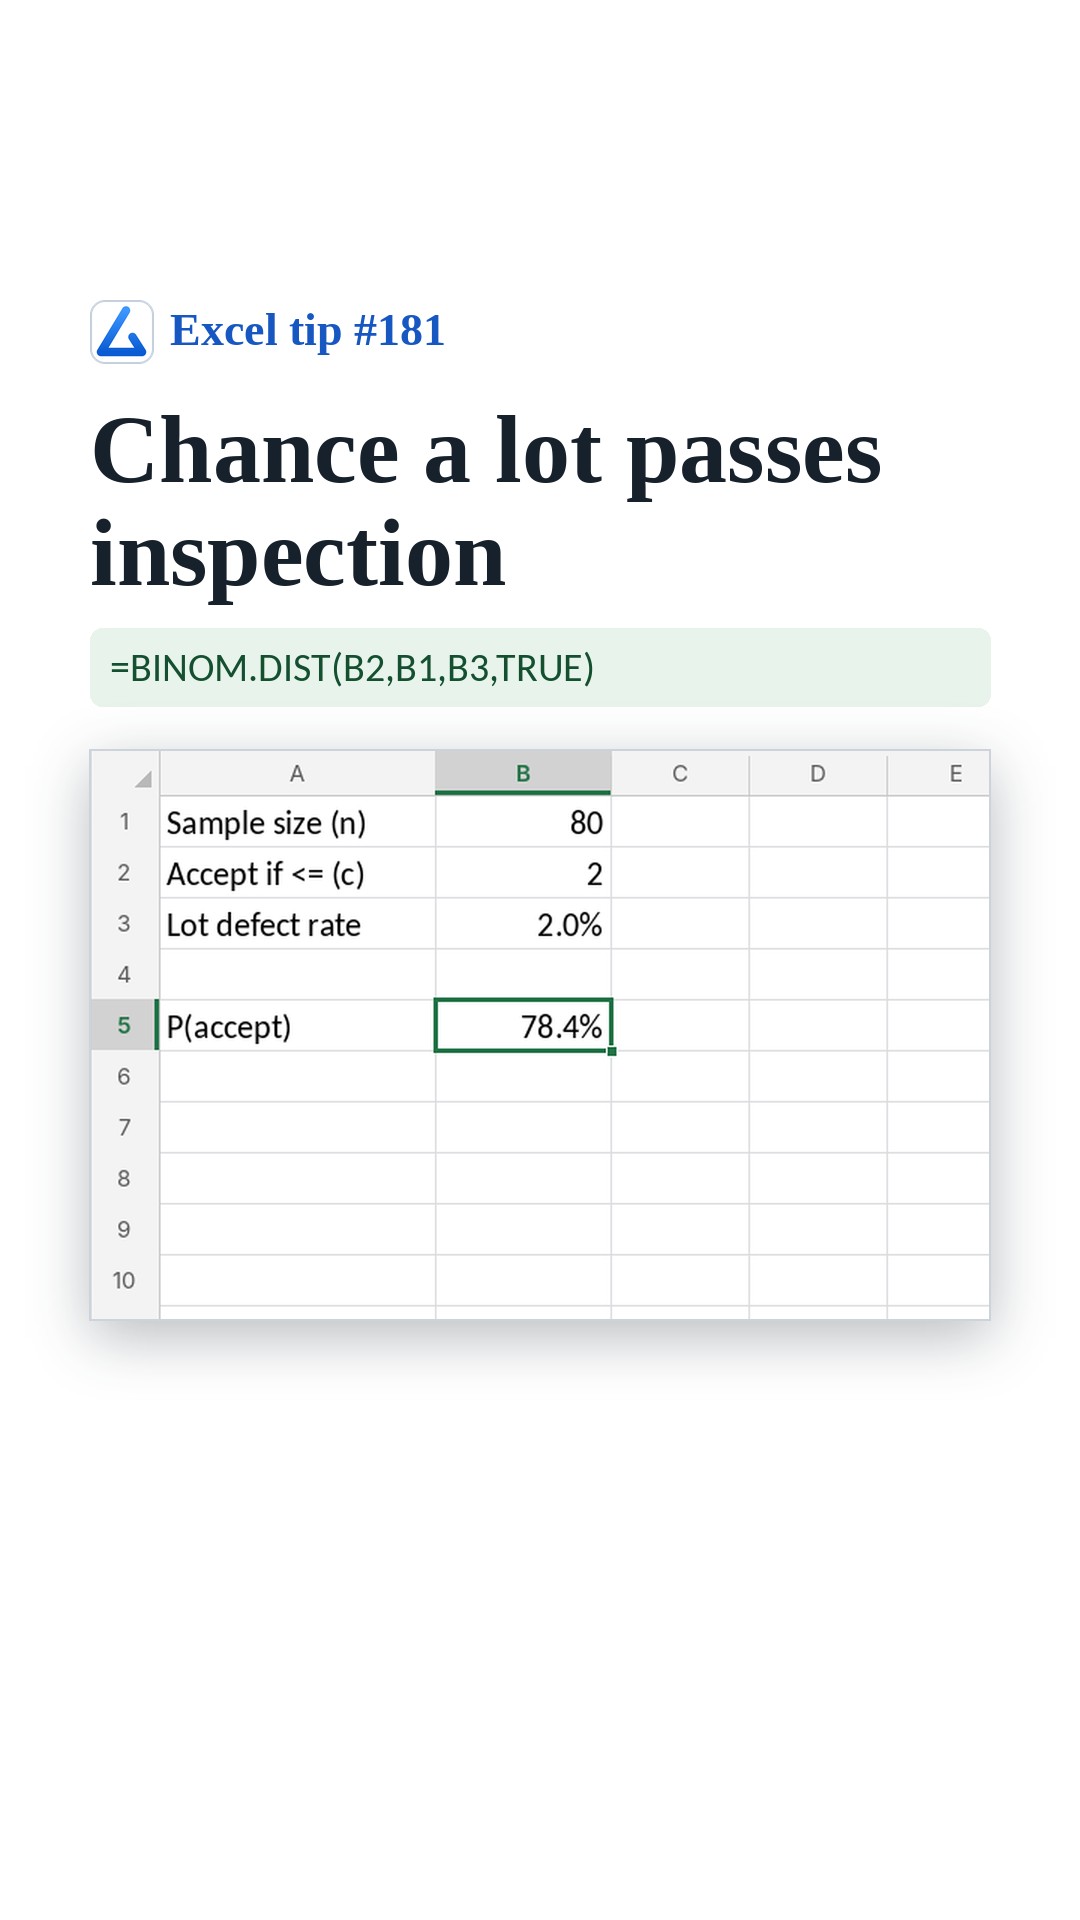 Excel tip #181
Chance a lot passes
inspection
=BINOM.DIST(B2,B1,B3,TRUE)
A B C D E
1 Sample size (n) 80
2 Accept if <= (c) 2
3 Lot defect rate 2.0%
4
5 P(accept) 78.4%
6
7
8
9
10